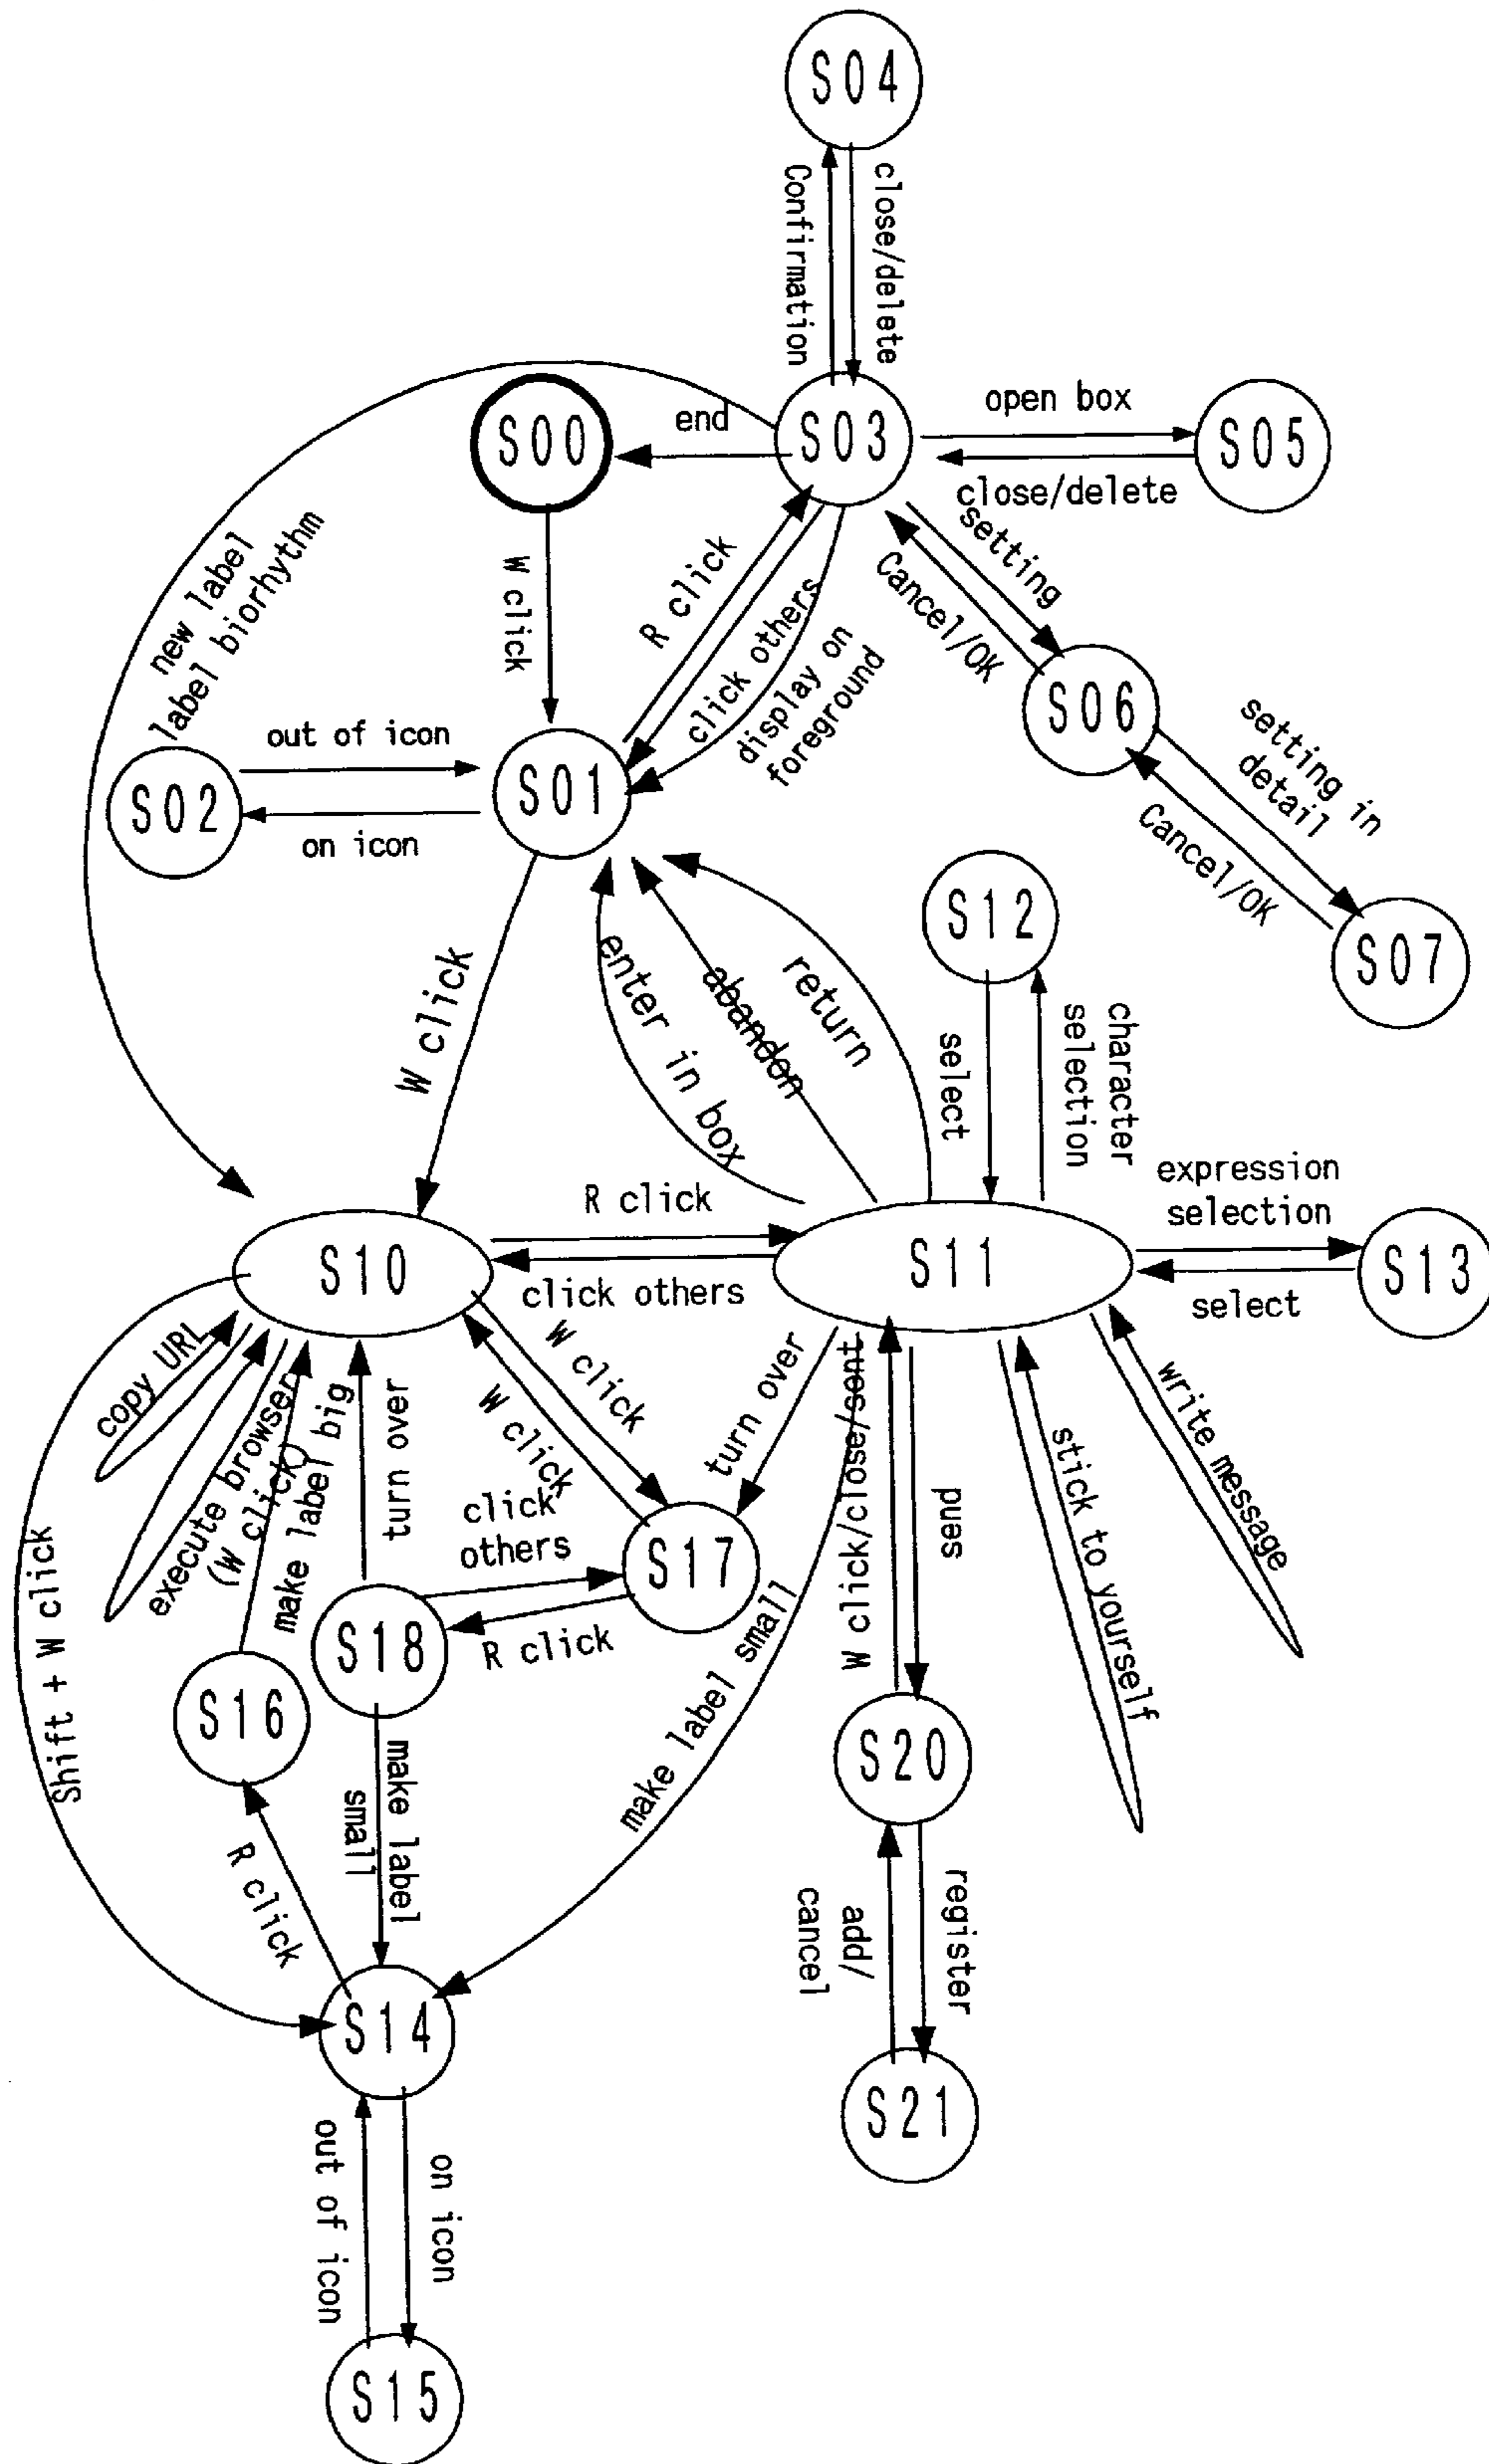 S04
Confirmation
close/delete
S00
end
S03
open box
close/delete
S05
new label
label biorhythm
W click
R click
click others
display on
foreground
setting
Cancel/OK
S06
setting in
detail
Cancel/OK
S07
S02
out of icon
on icon
S01
W click
enter in box
abandon
return
S12
select
character
selection
S10
R click
click others
S11
expression
selection
select
S13
copy URL
execute browser
(W click)
make label big
turn over
W click
W click
turn over
W click/close/sent
pues
stick to yourself
write message
Shift + W click
click
others
S17
S18
R click
S16
make label
small
make label small
S20
R click
add/
cancel
register
S14
S21
out of icon
on icon
S15